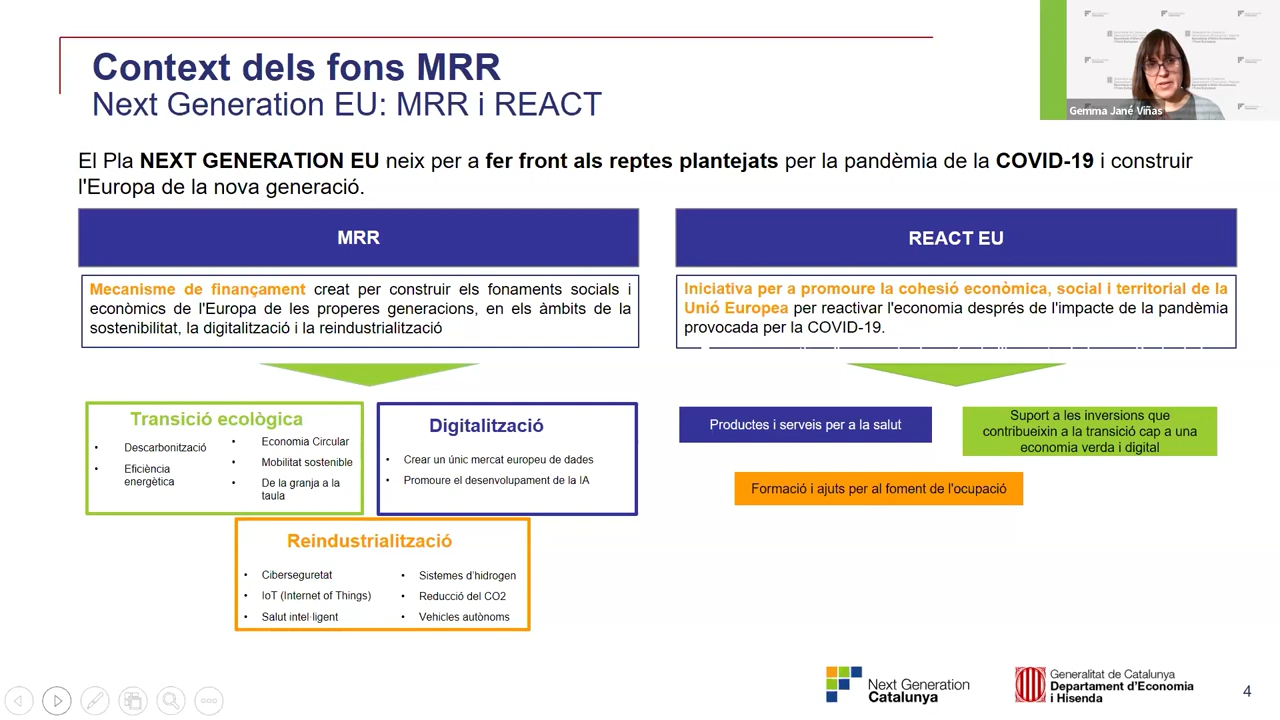 Context dels fons MRR
Next Generation EU: MRR i REACT
Gemma Jané Viñas
El Pla NEXT GENERATION EU neix per a fer front als reptes plantejats per la pandèmia de la COVID-19 i construir
l'Europa de la nova generació.
MRR
Mecanisme de finançament creat per construir els fonaments socials i
econòmics de l'Europa de les properes generacions, en els àmbits de la
sostenibilitat, la digitalització i la reindustrialització
Transició ecològica
• Descarbonització
• Eficiència
energètica
• Economia Circular
• Mobilitat sostenible
• De la granja a la
taula
Digitalització
• Crear un únic mercat europeu de dades
• Promoure el desenvolupament de la IA
Reindustrialització
• Ciberseguretat
• IoT (Internet of Things)
• Salut intel·ligent
• Sistemes d'hidrogen
• Reducció del CO2
• Vehicles autònoms
REACT EU
Iniciativa per a promoure la cohesió econòmica, social i territorial de la
Unió Europea per reactivar l'economia després de l'impacte de la pandèmia
provocada per la COVID-19.
Productes i serveis per a la salut
Suport a les inversions que
contribueixin a la transició cap a una
economia verda i digital
Formació i ajuts per al foment de l'ocupació
Next Generation
Catalunya
Generalitat de Catalunya
Departament d'Economia
i Hisenda
4